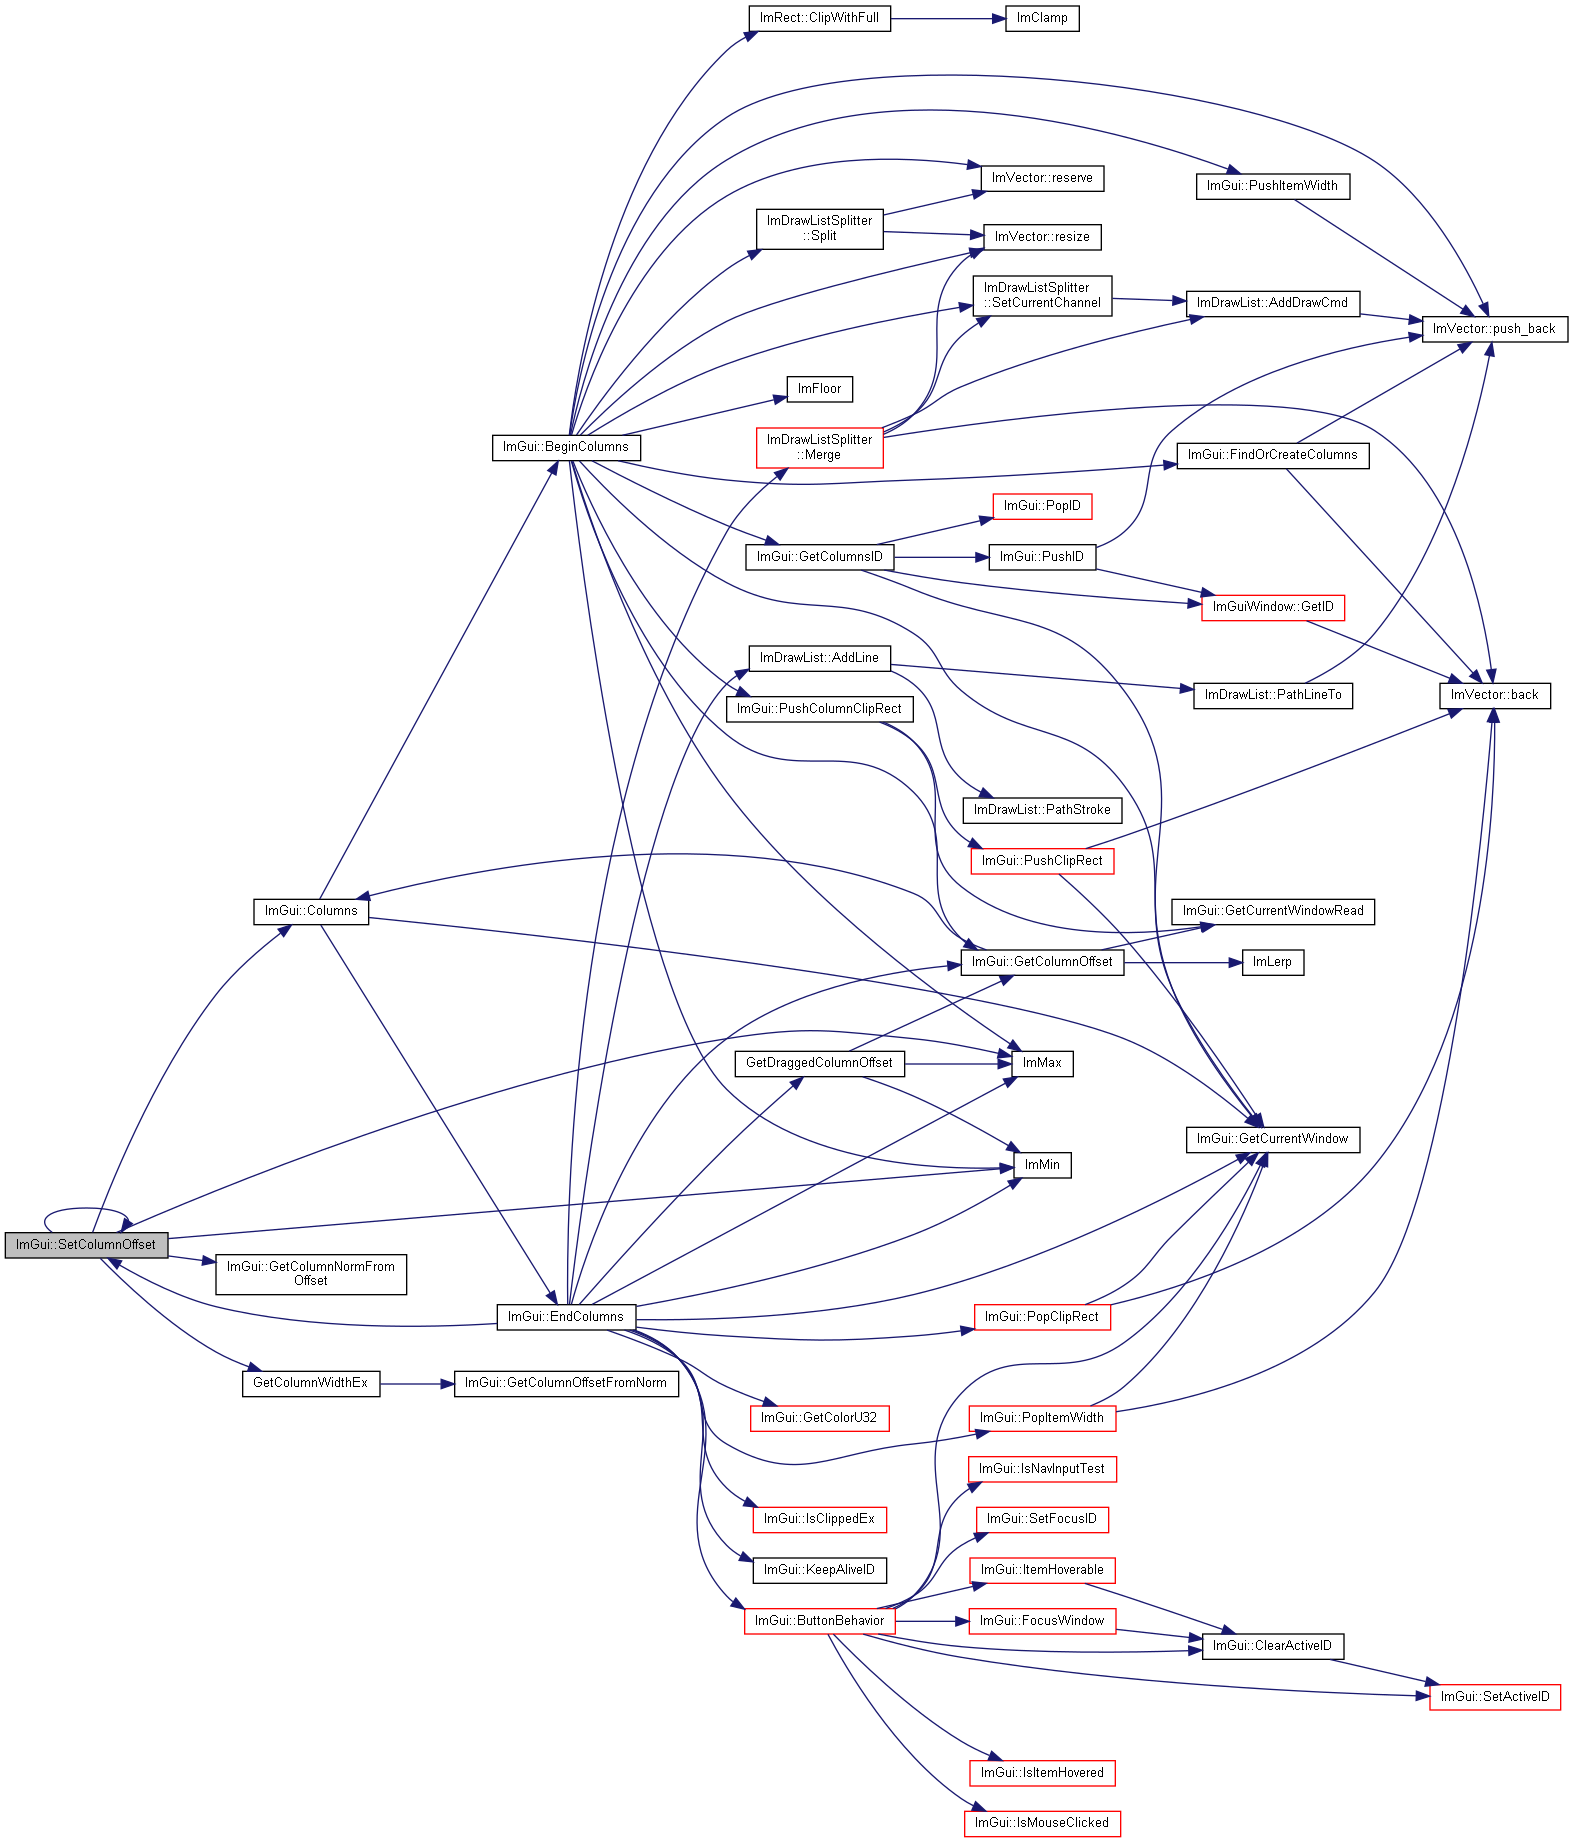 ImRect::ClipWithFull
ImClamp
ImVector::reserve
ImGui::PushItemWidth
ImDrawListSplitter
::Split
ImVector::resize
ImDrawListSplitter
::SetCurrentChannel
ImDrawList::AddDrawCmd
ImVector::push_back
ImFloor
ImGui::BeginColumns
ImDrawListSplitter
::Merge
ImGui::FindOrCreateColumns
ImGui::PopID
ImGui::GetColumnsID
ImGui::PushID
ImGuiWindow::GetID
ImDrawList::AddLine
ImDrawList::PathLineTo
ImVector::back
ImGui::PushColumnClipRect
ImDrawList::PathStroke
ImGui::PushClipRect
ImGui::Columns
ImGui::GetCurrentWindowRead
ImGui::GetColumnOffset
ImLerp
GetDraggedColumnOffset
ImMax
ImGui::GetCurrentWindow
ImMin
ImGui::SetColumnOffset
ImGui::GetColumnNormFrom
Offset
ImGui::EndColumns
ImGui::PopClipRect
GetColumnWidthEx
ImGui::GetColumnOffsetFromNorm
ImGui::GetColorU32
ImGui::PopItemWidth
ImGui::IsNavInputTest
ImGui::IsClippedEx
ImGui::SetFocusID
ImGui::KeepAliveID
ImGui::ItemHoverable
ImGui::ButtonBehavior
ImGui::FocusWindow
ImGui::ClearActiveID
ImGui::SetActiveID
ImGui::IsItemHovered
ImGui::IsMouseClicked